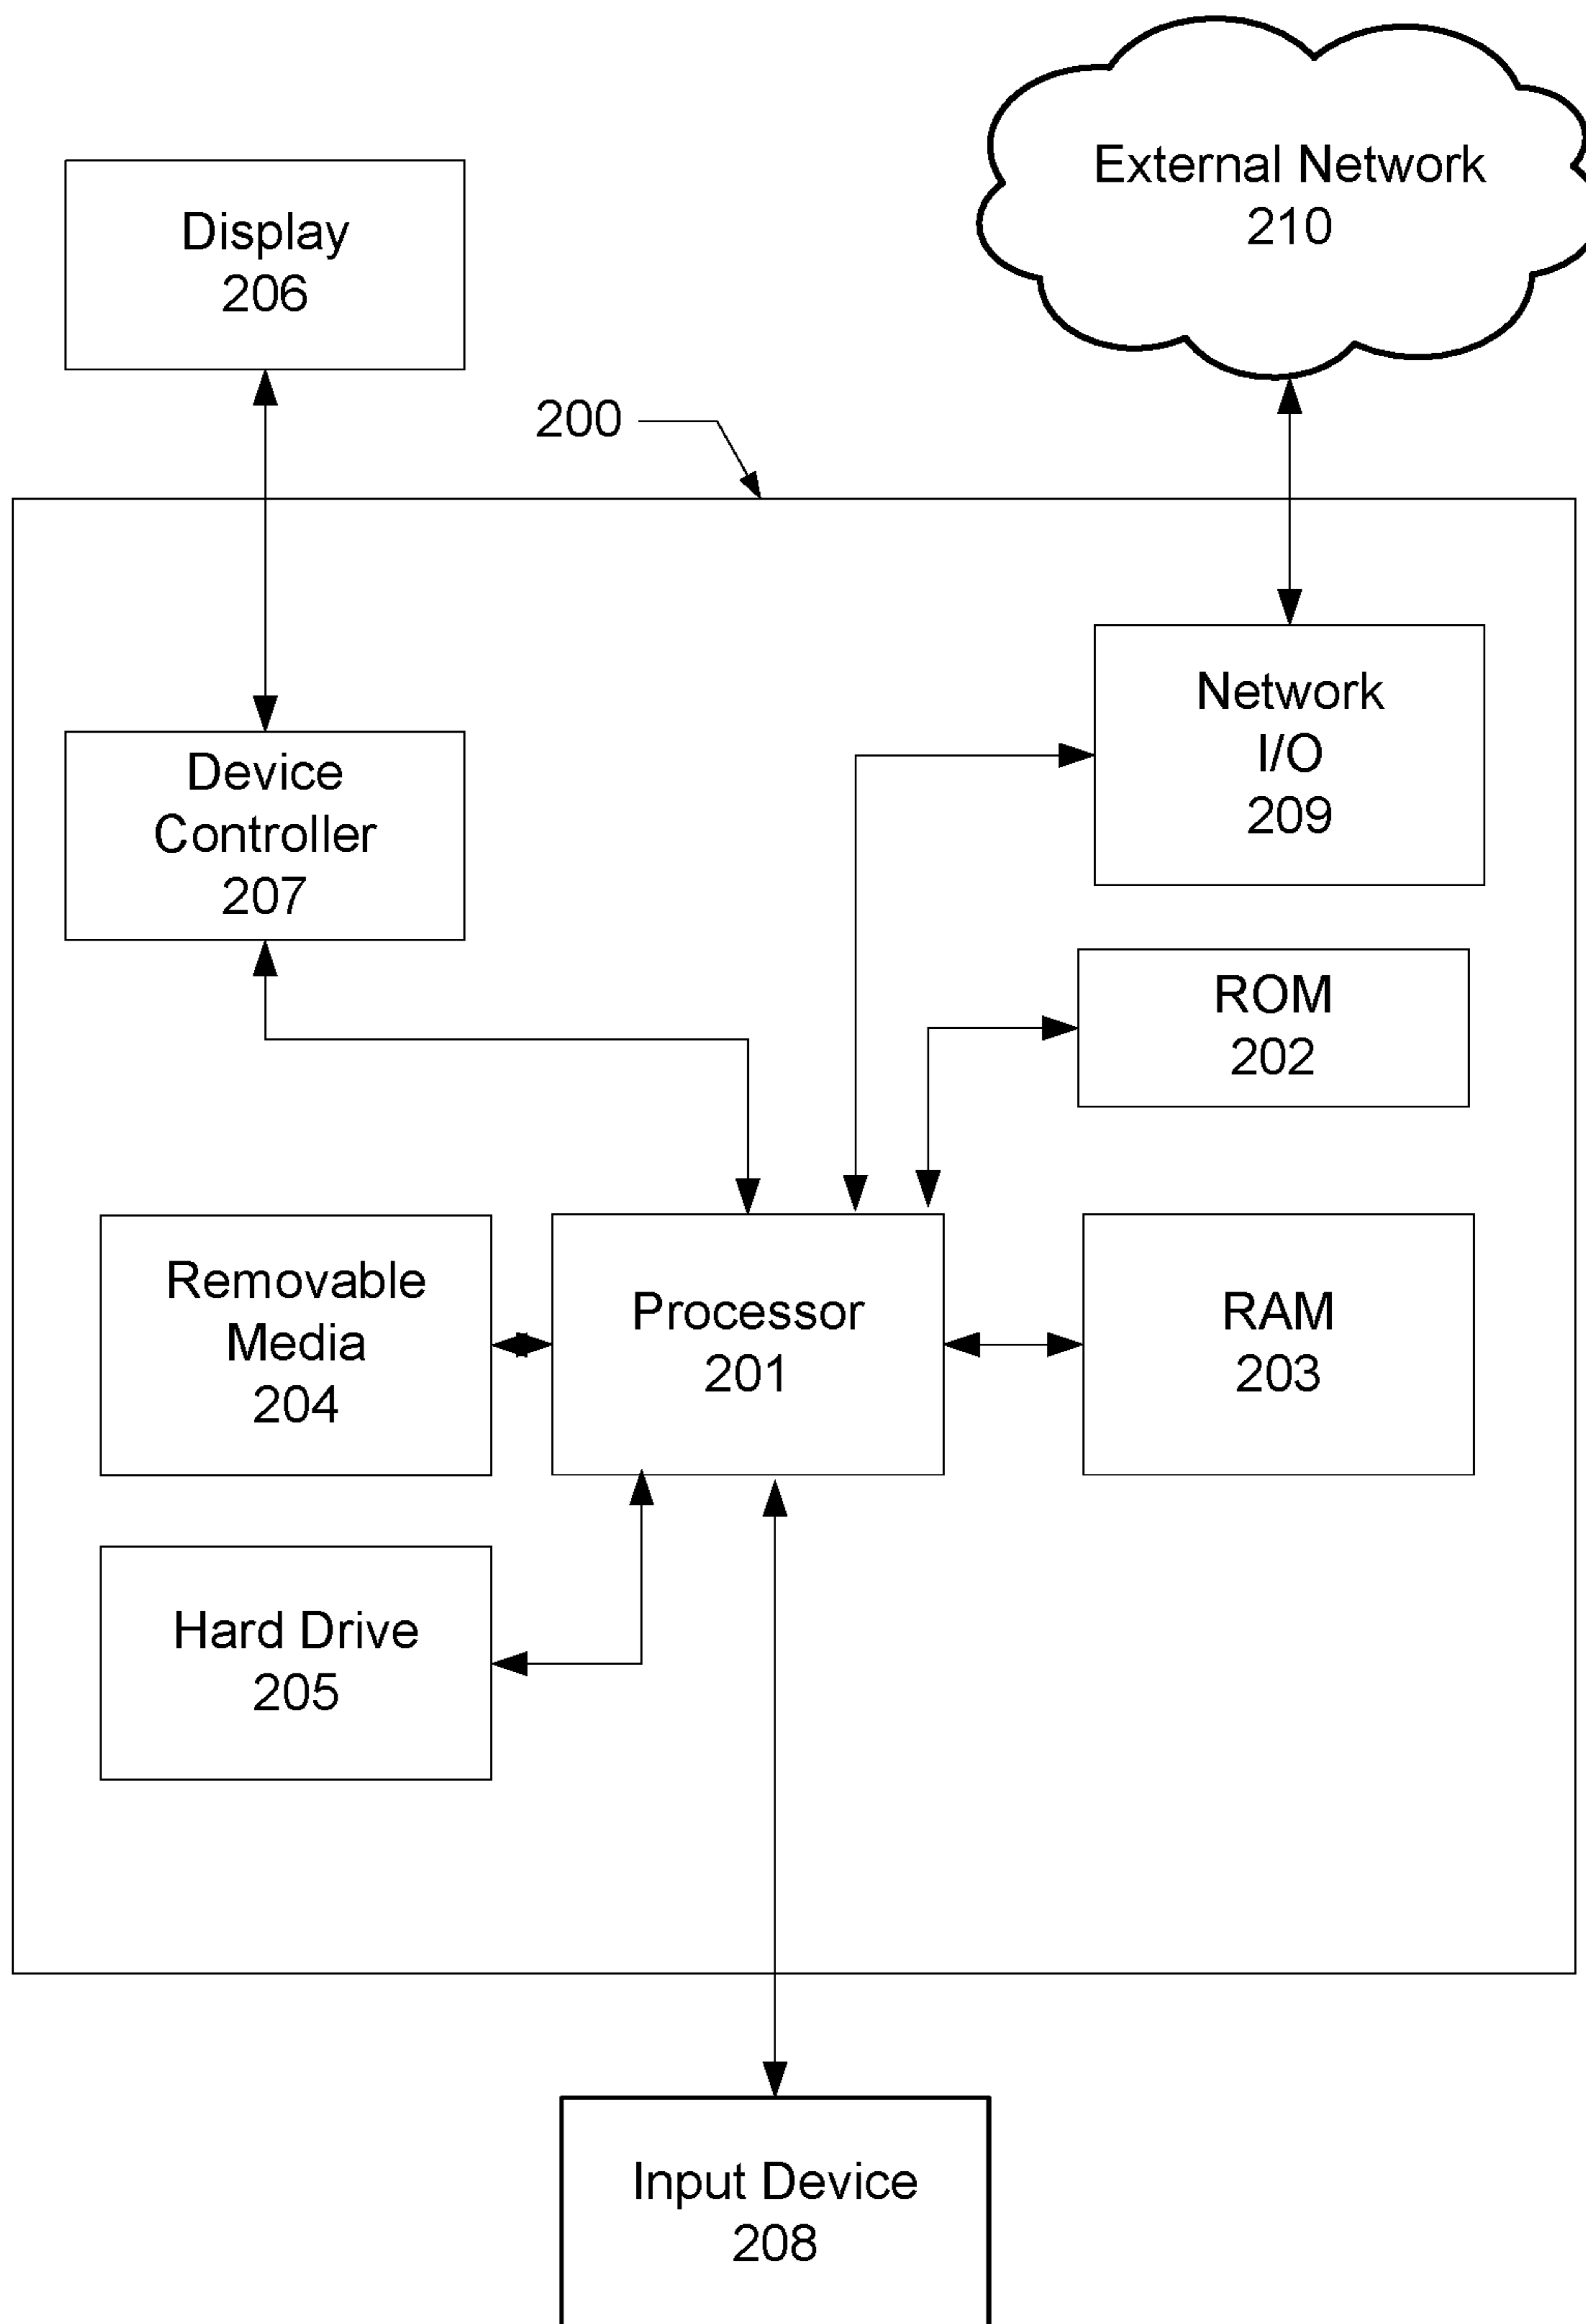 External Network
210
Display
206
200
Network
I/O
209
Device
Controller
207
ROM
202
Removable
Media
204
Processor
201
RAM
203
Hard Drive
205
Input Device
208